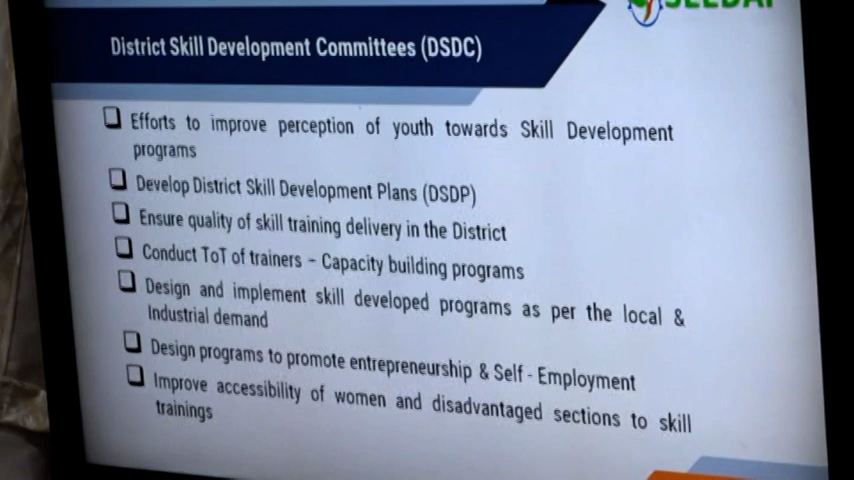 SEEDAP
District Skill Development Committees (DSDC)
Efforts to improve perception of youth towards Skill Development
programs
Develop District Skill Development Plans (DSDP)
Ensure quality of skill training delivery in the District
Conduct ToT of trainers – Capacity building programs
Design and implement skill developed programs as per the local &
Industrial demand
Design programs to promote entrepreneurship & Self - Employment
Improve accessibility of women and disadvantaged sections to skill
trainings